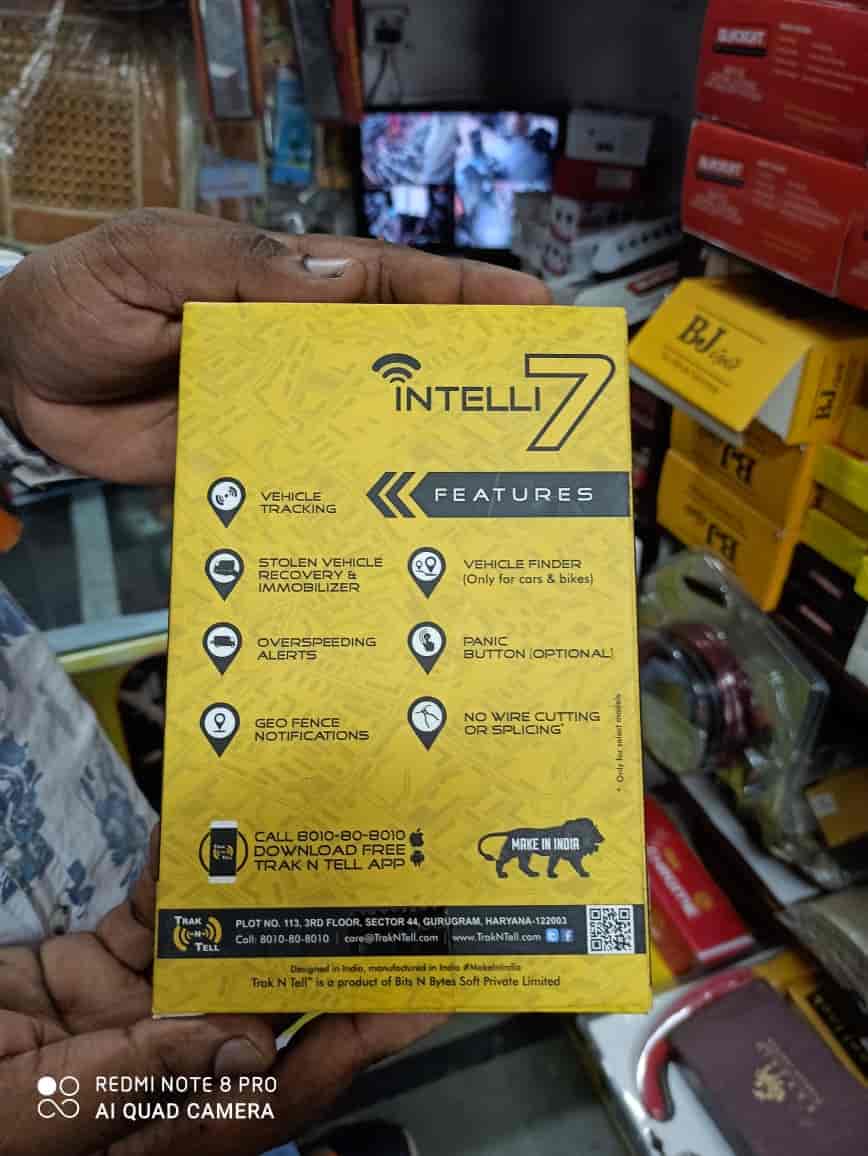 INTELLI 7
FEATURES
VEHICLE
TRACKING
STOLEN VEHICLE
RECOVERY &
IMMOBILIZER
VEHICLE FINDER
(Only for cars & bikes)
OVERSPEEDING
ALERTS
PANIC
BUTTON (OPTIONAL)
GEO FENCE
NOTIFICATIONS
NO WIRE CUTTING
OR SPLICING*
* Only for select models
CALL 8010-80-8010
DOWNLOAD FREE
TRAK N TELL APP
MAKE IN INDIA
TRAK
N
TELL
PLOT NO. 113, 3RD FLOOR, SECTOR 44, GURUGRAM, HARYANA-122003
Call: 8010-80-8010 | care@TrakNTell.com | www.TrakNTell.com
Designed in India, manufactured in India #MakeInIndia
Trak N Tell™ is a product of Bits 'N Bytes Soft Private Limited
BJ
BJ
BJ
BJ
REDMI NOTE 8 PRO
AI QUAD CAMERA